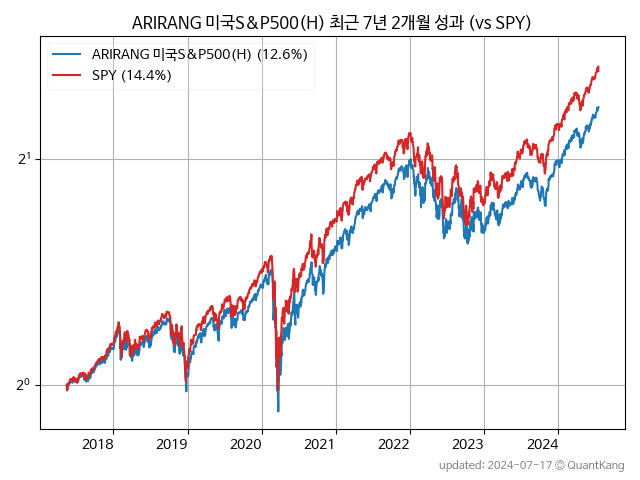 ARIRANG 미국S&P500(H) 최근 7년 2개월 성과 (vs SPY)
ARIRANG 미국S&P500(H) (12.6%)
SPY (14.4%)
2¹
2⁰
2018 2019 2020 2021 2022 2023 2024
updated: 2024-07-17 © QuantKang